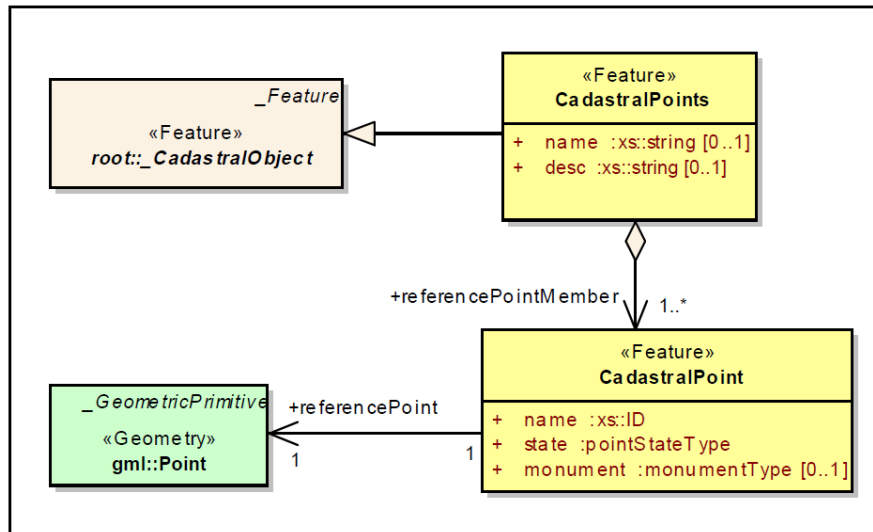 _Feature
«Feature»
root::_CadastralObject
«Feature»
CadastralPoints
+ name :xs::string [0..1]
+ desc :xs::string [0..1]
+referencePointMember
1..*
«Feature»
CadastralPoint
+ name :xs::ID
+ state :pointStateType
+ monument :monumentType [0..1]
+referencePoint
1
1
_GeometricPrimitive
«Geometry»
gml::Point